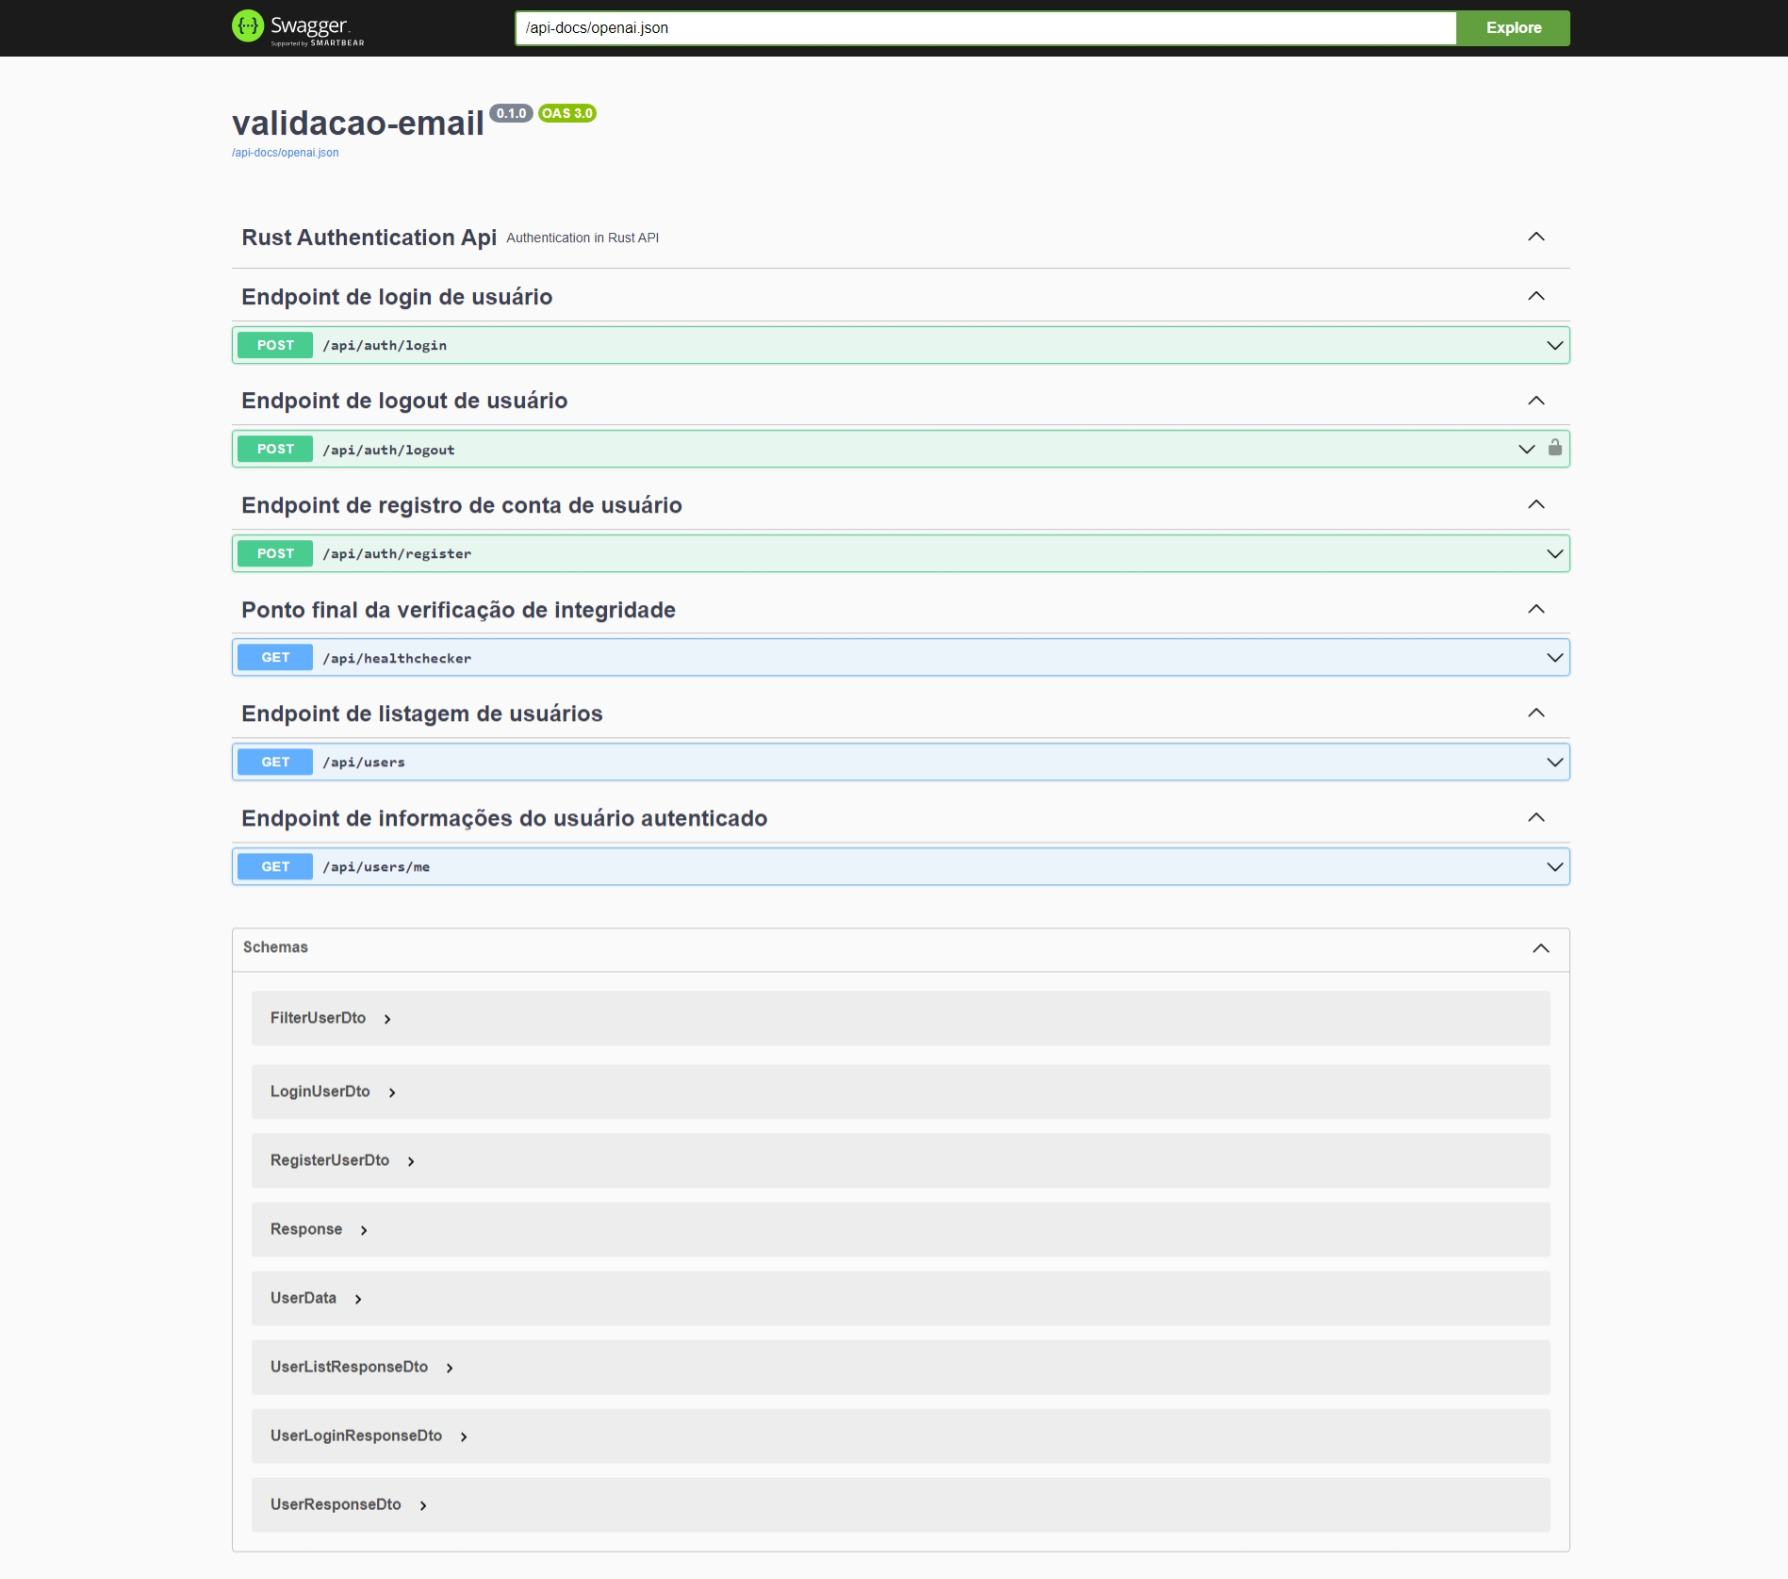 Swagger.
Supported by SMARTBEAR
/api-docs/openai.json
Explore
validacao-email 0.1.0 OAS 3.0
/api-docs/openai.json
Rust Authentication Api Authentication in Rust API
Endpoint de login de usuário
POST /api/auth/login
Endpoint de logout de usuário
POST /api/auth/logout
Endpoint de registro de conta de usuário
POST /api/auth/register
Ponto final da verificação de integridade
GET /api/healthchecker
Endpoint de listagem de usuários
GET /api/users
Endpoint de informações do usuário autenticado
GET /api/users/me
Schemas
FilterUserDto
LoginUserDto
RegisterUserDto
Response
UserData
UserListResponseDto
UserLoginResponseDto
UserResponseDto